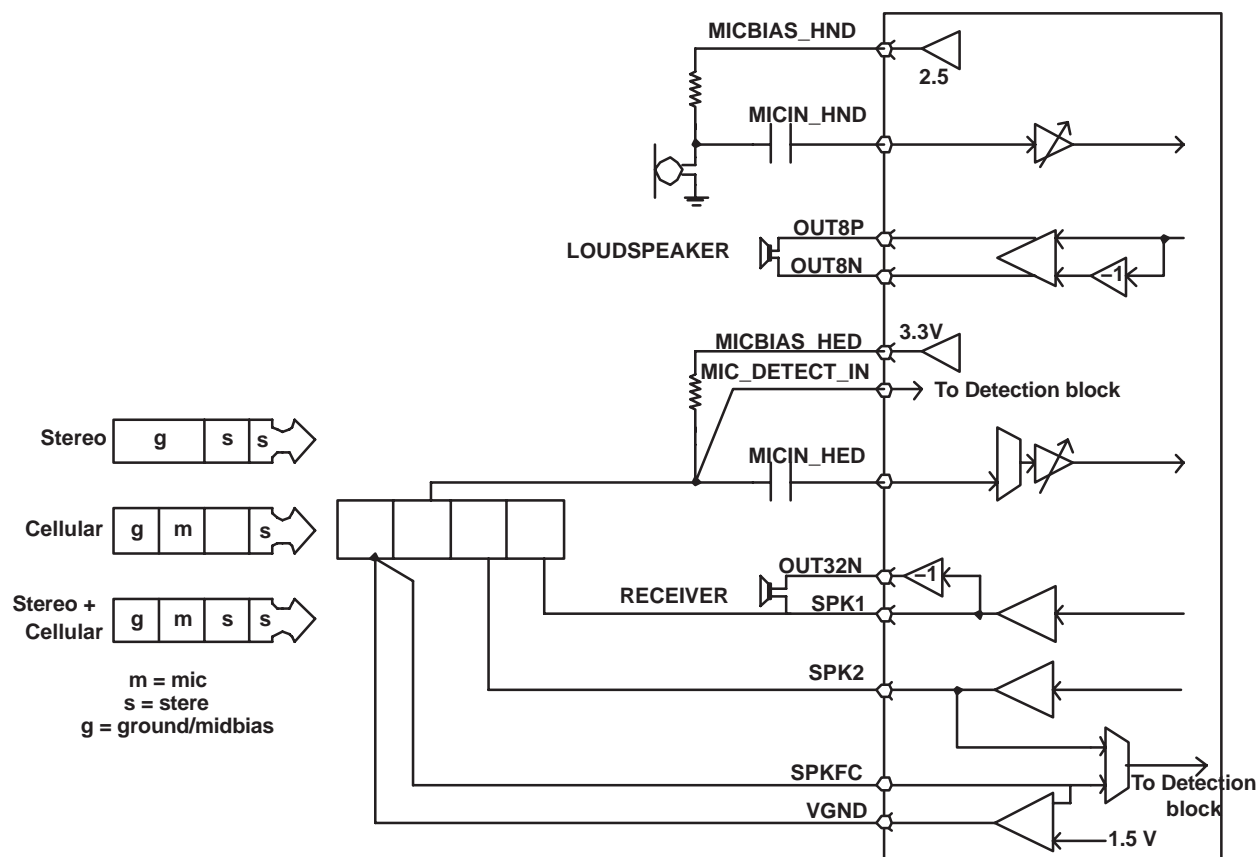 MICBIAS_HND
2.5
MICIN_HND
OUT8P
LOUDSPEAKER
OUT8N
−1
3.3V
MICBIAS_HED
MIC_DETECT_IN
To Detection block
Stereo
g s s
MICIN_HED
Cellular
g m s
OUT32N
−1
RECEIVER
SPK1
Stereo +
Cellular
g m s s
m = mic
s = stere
g = ground/midbias
SPK2
SPKFC
To Detection
block
VGND
1.5 V